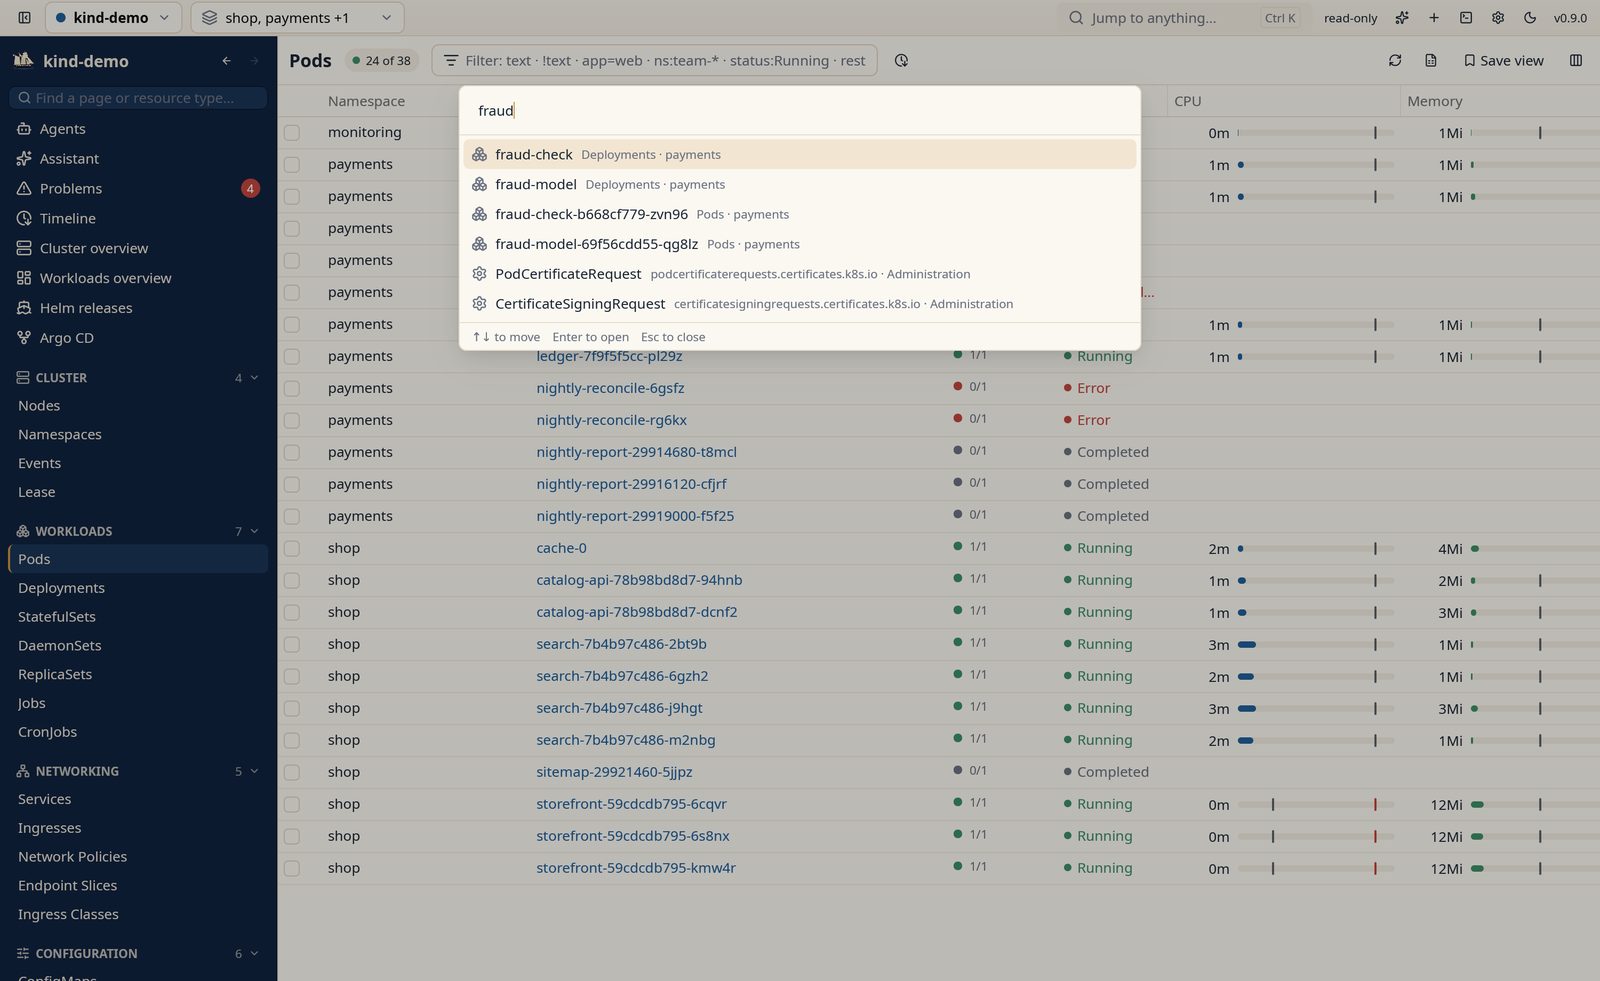 kind-demo
shop, payments +1
Jump to anything...
Ctrl K
read-only
v0.9.0
kind-demo
Find a page or resource type...
Agents
Assistant
Problems 4
Timeline
Cluster overview
Workloads overview
Helm releases
Argo CD
CLUSTER 4
Nodes
Namespaces
Events
Lease
WORKLOADS 7
Pods
Deployments
StatefulSets
DaemonSets
ReplicaSets
Jobs
CronJobs
NETWORKING 5
Services
Ingresses
Network Policies
Endpoint Slices
Ingress Classes
CONFIGURATION 6
ConfigMaps
Pods 24 of 38 Filter: text · !text · app=web · ns:team-* · status:Running · rest Save view
Namespace CPU Memory
fraud
fraud-check Deployments · payments
fraud-model Deployments · payments
fraud-check-b668cf779-zvn96 Pods · payments
fraud-model-69f56cdd55-qg8lz Pods · payments
PodCertificateRequest podcertificaterequests.certificates.k8s.io · Administration
CertificateSigningRequest certificatesigningrequests.certificates.k8s.io · Administration
↑↓ to move Enter to open Esc to close
monitoring 0m 1Mi
payments 1m 1Mi
payments 1m 1Mi
payments
payments
payments
payments 1m 1Mi
payments ledger-7f9f5f5cc-pl29z 1/1 Running 1m 1Mi
payments nightly-reconcile-6gsfz 0/1 Error
payments nightly-reconcile-rg6kx 0/1 Error
payments nightly-report-29914680-t8mcl 0/1 Completed
payments nightly-report-29916120-cfjrf 0/1 Completed
payments nightly-report-29919000-f5f25 0/1 Completed
shop cache-0 1/1 Running 2m 4Mi
shop catalog-api-78b98bd8d7-94hnb 1/1 Running 1m 2Mi
shop catalog-api-78b98bd8d7-dcnf2 1/1 Running 1m 3Mi
shop search-7b4b97c486-2bt9b 1/1 Running 3m 1Mi
shop search-7b4b97c486-6gzh2 1/1 Running 2m 1Mi
shop search-7b4b97c486-j9hgt 1/1 Running 3m 3Mi
shop search-7b4b97c486-m2nbg 1/1 Running 2m 1Mi
shop sitemap-29921460-5jjpz 0/1 Completed
shop storefront-59cdcdb795-6cqvr 1/1 Running 0m 12Mi
shop storefront-59cdcdb795-6s8nx 1/1 Running 0m 12Mi
shop storefront-59cdcdb795-kmw4r 1/1 Running 0m 12Mi